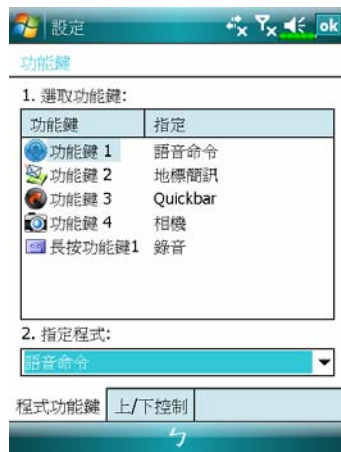 設定 ok
功能鍵
1. 選取功能鍵:
功能鍵 指定
功能鍵 1 語音命令
功能鍵 2 地標簡訊
功能鍵 3 Quickbar
功能鍵 4 相機
長按功能鍵1 錄音
2. 指定程式:
語音命令
程式功能鍵 上/下控制
ㄅ